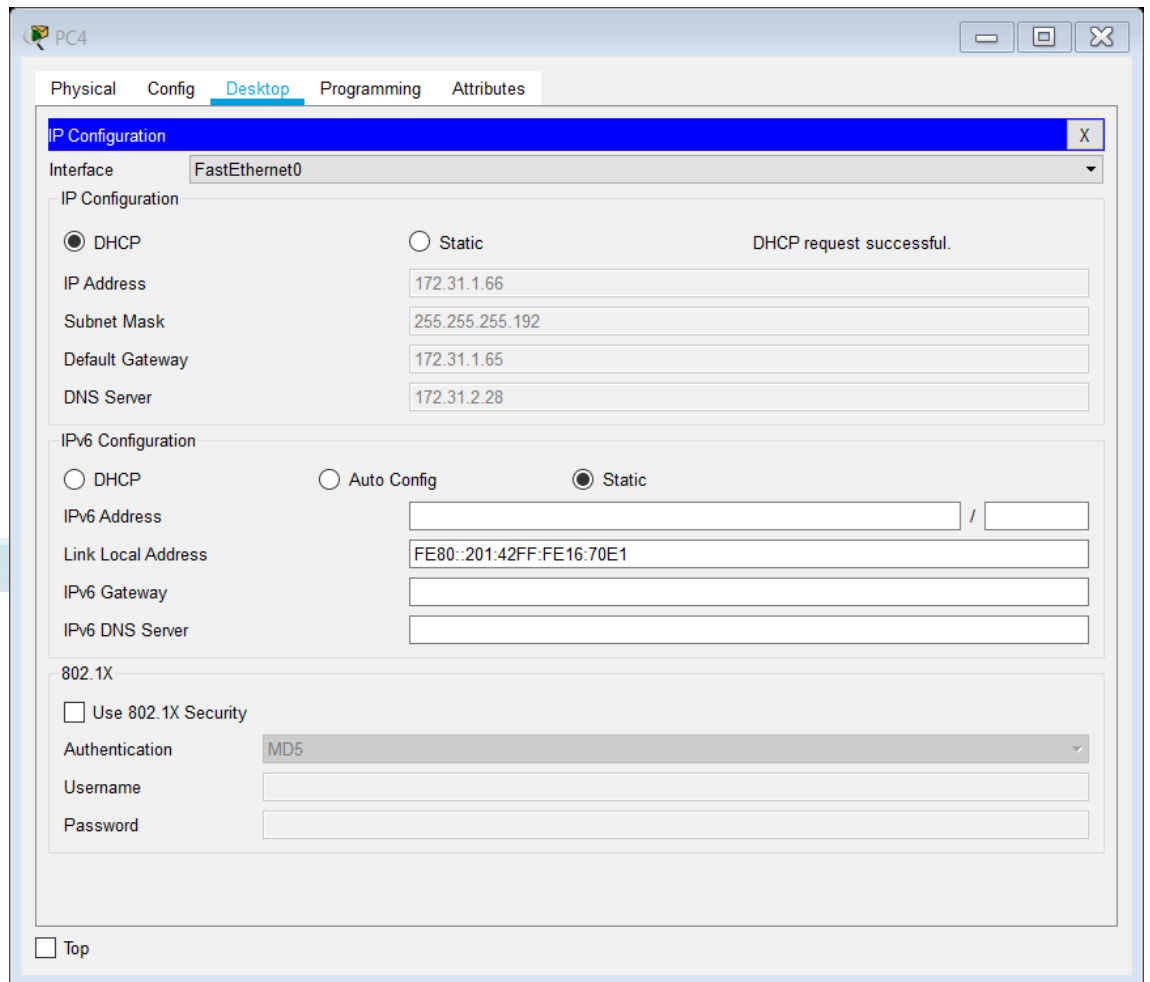 PC4
Physical Config Desktop Programming Attributes
IP Configuration X
Interface FastEthernet0
IP Configuration
DHCP Static DHCP request successful.
IP Address 172.31.1.66
Subnet Mask 255.255.255.192
Default Gateway 172.31.1.65
DNS Server 172.31.2.28
IPv6 Configuration
DHCP Auto Config Static
IPv6 Address /
Link Local Address FE80::201:42FF:FE16:70E1
IPv6 Gateway
IPv6 DNS Server
802.1X
Use 802.1X Security
Authentication MD5
Username
Password
Top